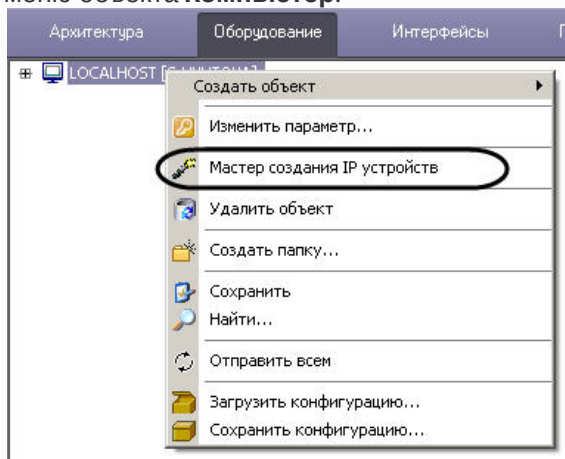 меню объекта Компьютер.
Архитектура Оборудование Интерфейсы
LOCALHOST
Создать объект
Изменить параметр...
Мастер создания IP устройств
Удалить объект
Создать папку...
Сохранить
Найти...
Отправить всем
Загрузить конфигурацию...
Сохранить конфигурацию...